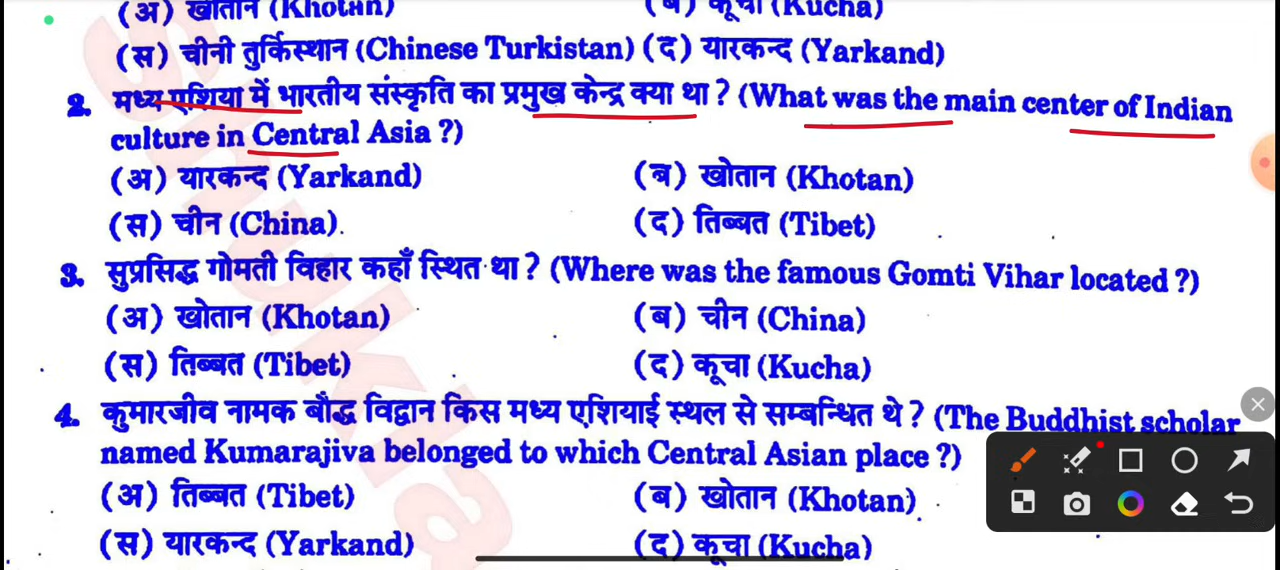 (अ) खोतान (Khotan) (ब) कूचा (Kucha)
(स) चीनी तुर्किस्थान (Chinese Turkistan) (द) यारकन्द (Yarkand)
2. मध्य एशिया में भारतीय संस्कृति का प्रमुख केन्द्र क्या था ? (What was the main center of Indian
culture in Central Asia ?)
(अ) यारकन्द (Yarkand) (ब) खोतान (Khotan)
(स) चीन (China). (द) तिब्बत (Tibet)
3. सुप्रसिद्ध गोमती विहार कहाँ स्थित था ? (Where was the famous Gomti Vihar located ?)
(अ) खोतान (Khotan) (ब) चीन (China)
(स) तिब्बत (Tibet) (द) कूचा (Kucha)
4. कुमारजीव नामक बौद्ध विद्वान किस मध्य एशियाई स्थल से सम्बन्धित थे ? (The Buddhist scholar
named Kumarajiva belonged to which Central Asian place ?)
(अ) तिब्बत (Tibet) (ब) खोतान (Khotan)
(स) यारकन्द (Yarkand) (द) कूचा (Kucha)